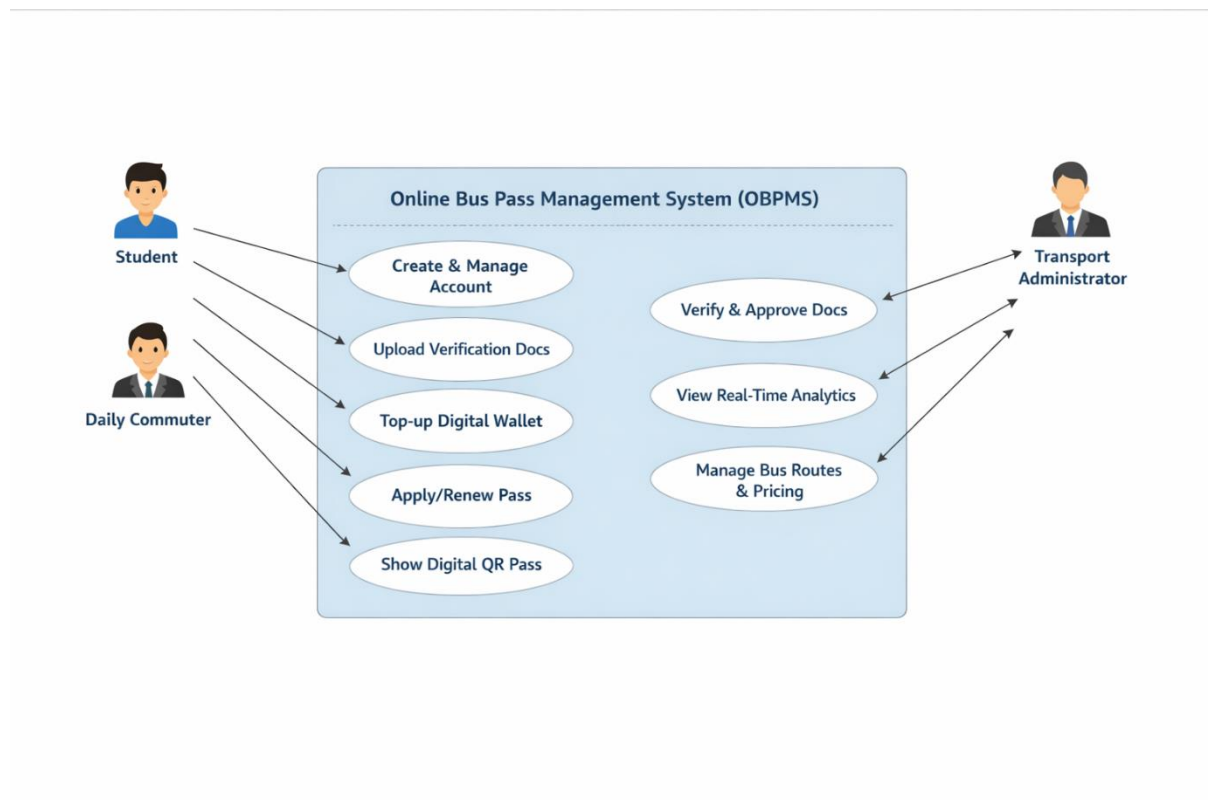 Online Bus Pass Management System (OBPMS)
Student
Daily Commuter
Create & Manage
Account
Upload Verification Docs
Top-up Digital Wallet
Apply/Renew Pass
Show Digital QR Pass
Verify & Approve Docs
View Real-Time Analytics
Manage Bus Routes
& Pricing
Transport
Administrator